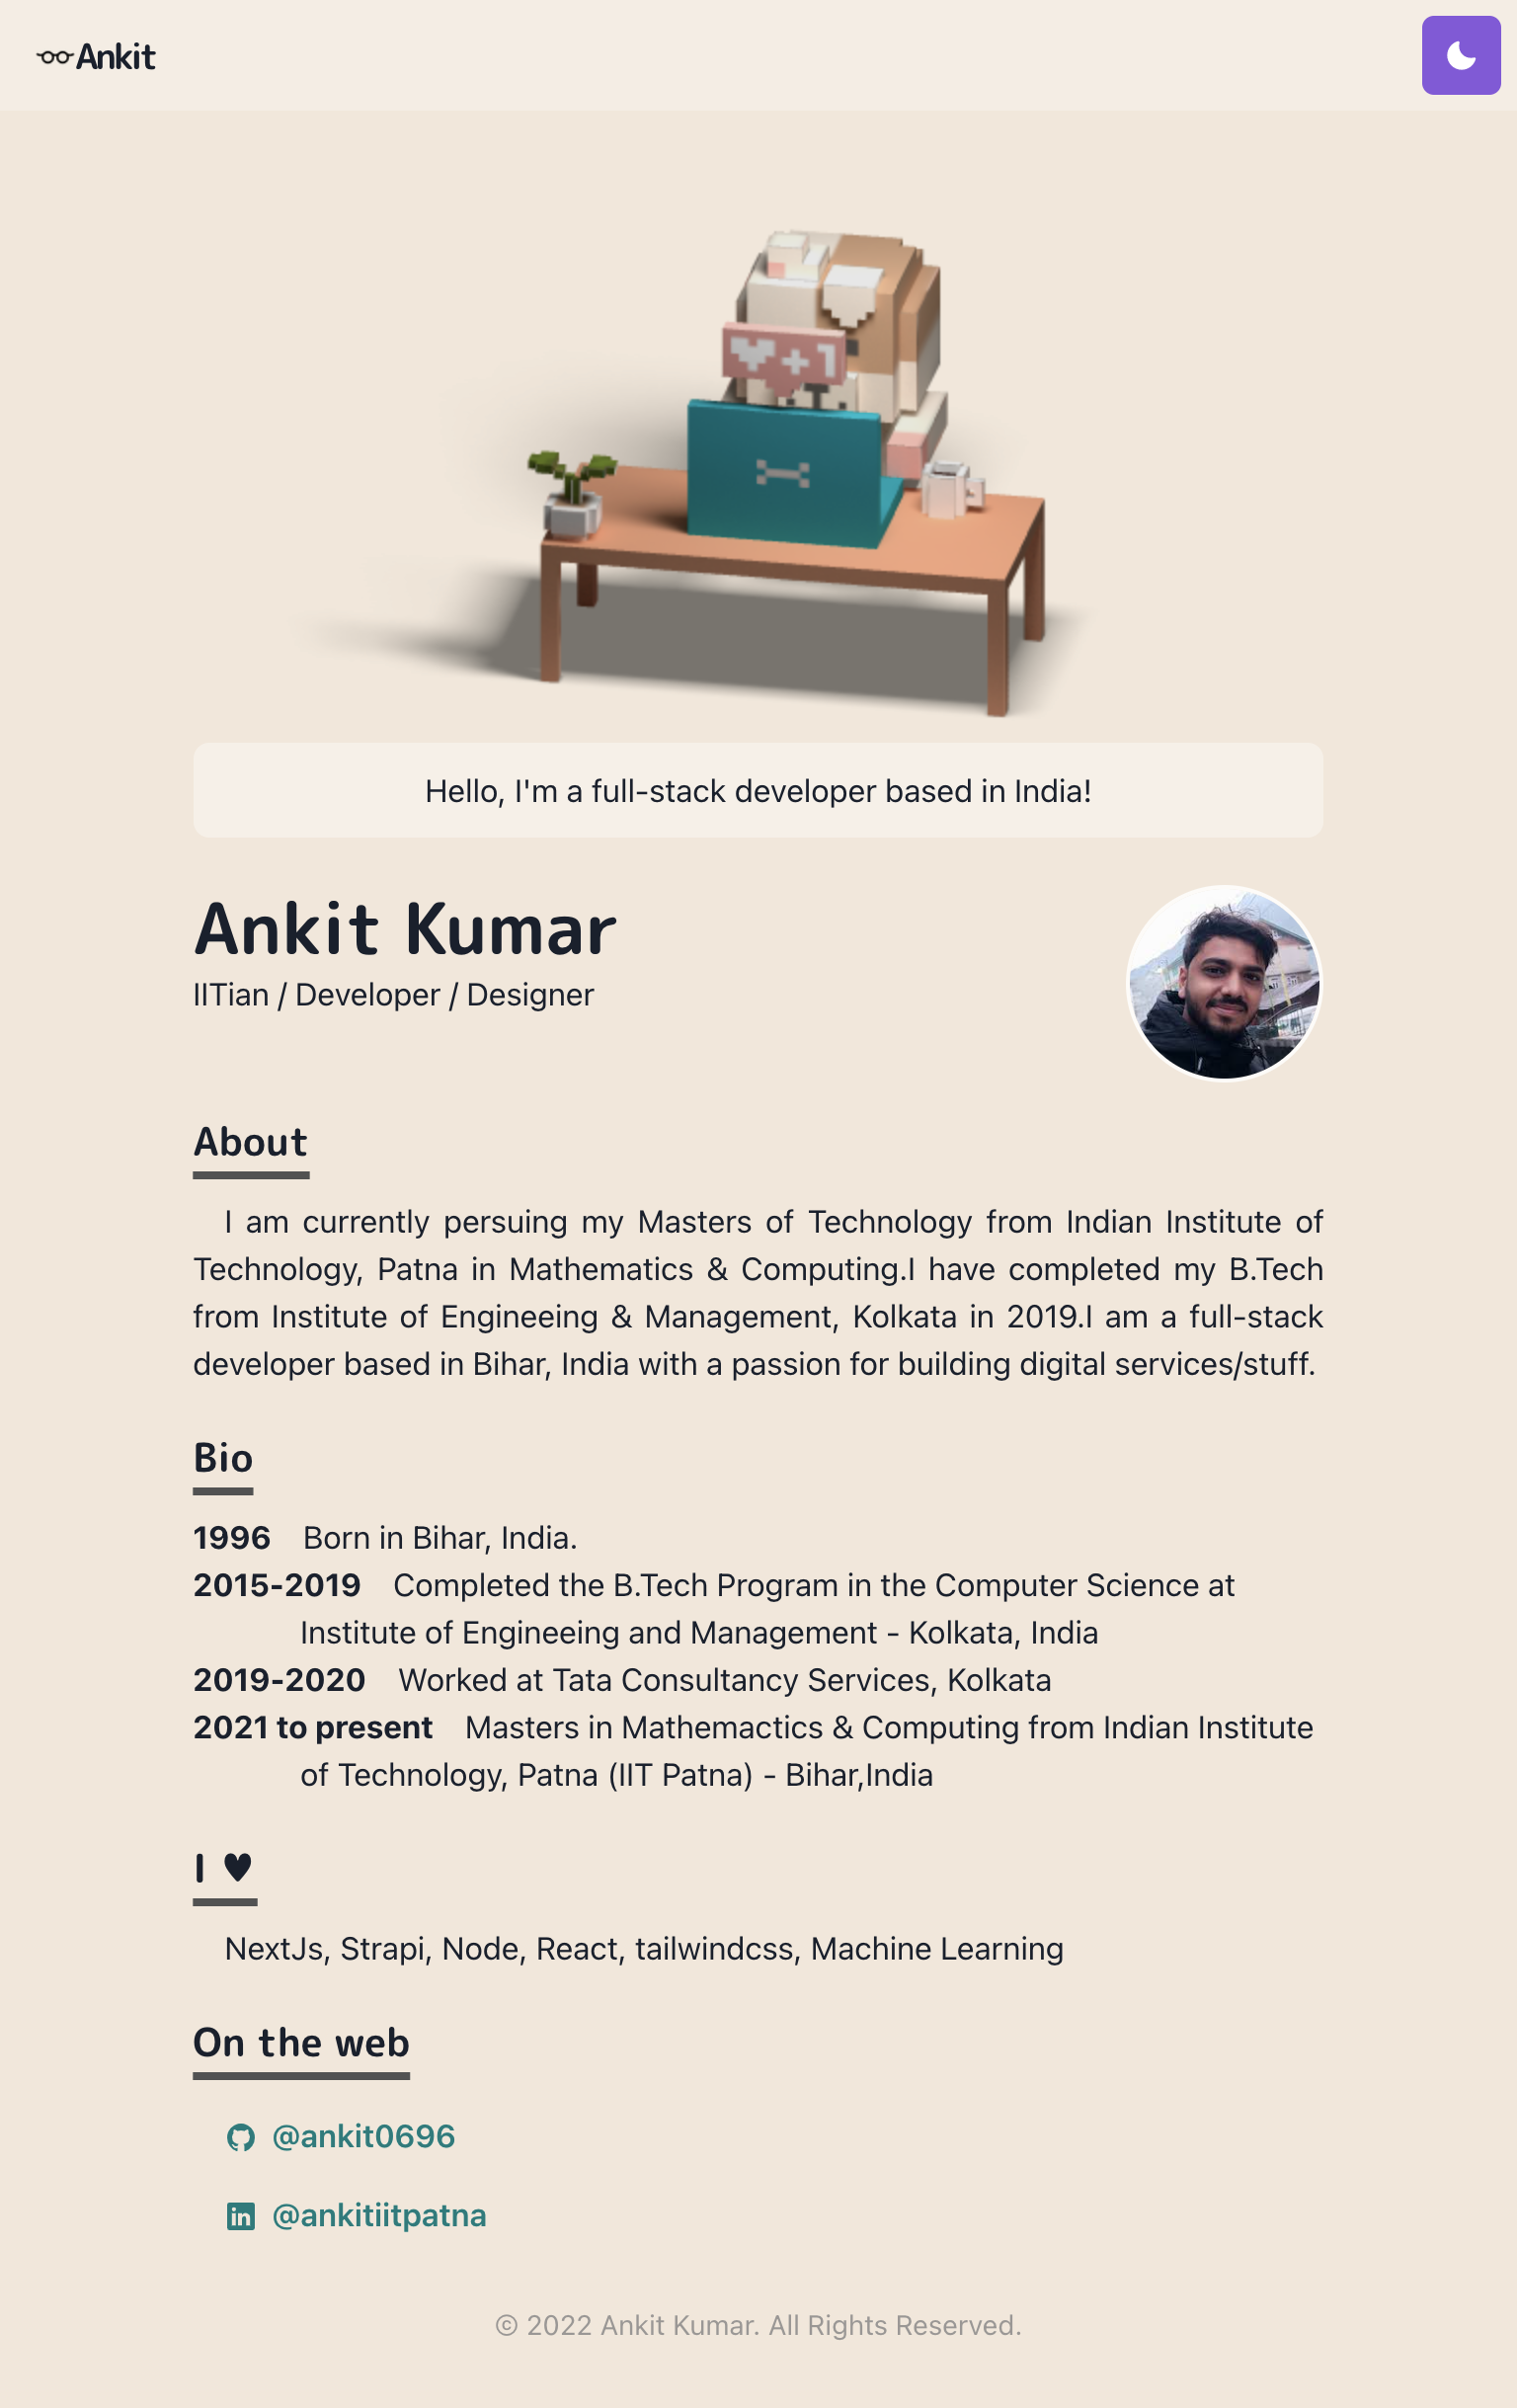 Ankit
Hello, I'm a full-stack developer based in India!
Ankit Kumar
IITian / Developer / Designer
About
I am currently persuing my Masters of Technology from Indian Institute of
Technology, Patna in Mathematics & Computing.I have completed my B.Tech
from Institute of Engineeing & Management, Kolkata in 2019.I am a full-stack
developer based in Bihar, India with a passion for building digital services/stuff.
Bio
1996 Born in Bihar, India.
2015-2019 Completed the B.Tech Program in the Computer Science at
Institute of Engineeing and Management - Kolkata, India
2019-2020 Worked at Tata Consultancy Services, Kolkata
2021 to present Masters in Mathemactics & Computing from Indian Institute
of Technology, Patna (IIT Patna) - Bihar,India
I ♥
NextJs, Strapi, Node, React, tailwindcss, Machine Learning
On the web
@ankit0696
@ankitiitpatna
© 2022 Ankit Kumar. All Rights Reserved.